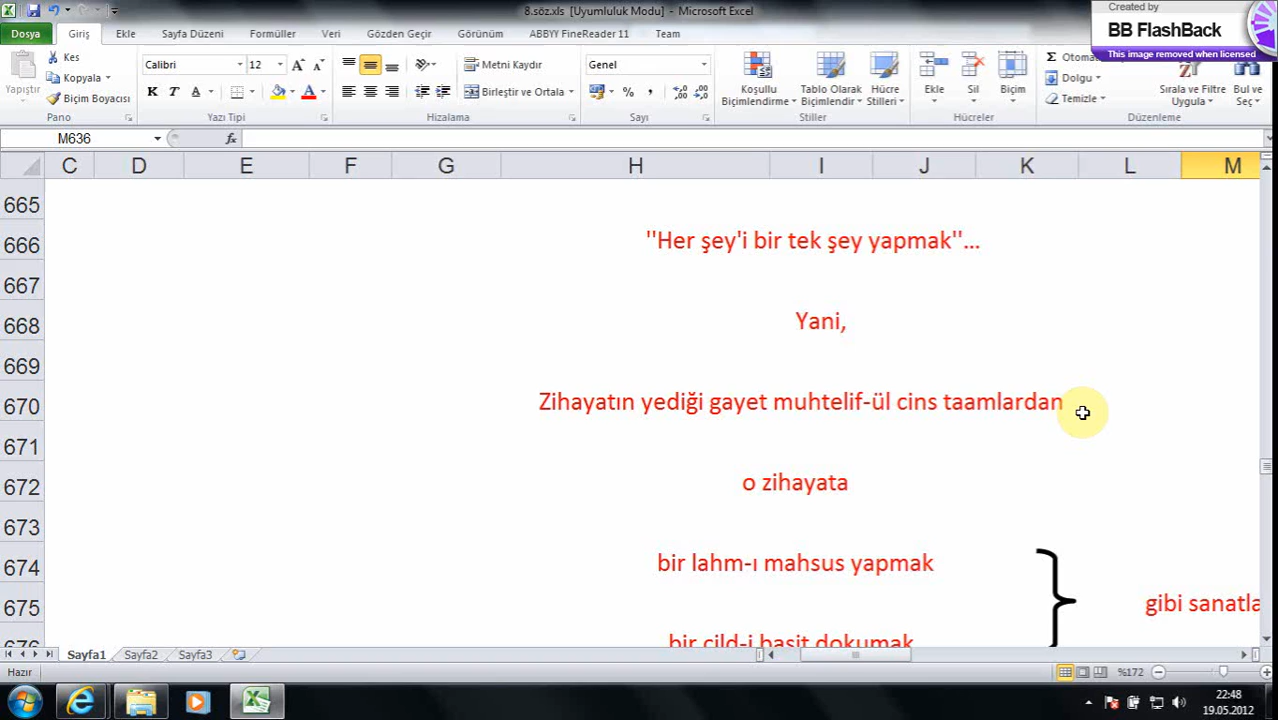 8.söz.xls [Uyumluluk Modu] - Microsoft Excel
Created by
BB FlashBack
This image removed when licensed
Dosya Giriş Ekle Sayfa Düzeni Formüller Veri Gözden Geçir Görünüm ABBYY FineReader 11 Team
Yapıştır
Kes
Kopyala
Biçim Boyacısı
Pano
Calibri 12
K T A
Yazı Tipi
Metni Kaydır
Birleştir ve Ortala
Hizalama
Genel
% ,
Sayı
Koşullu Biçimlendirme
Tablo Olarak Biçimlendir
Hücre Stilleri
Stiller
Ekle Sil Biçim
Hücreler
Σ Otoma
Dolgu
Temizle
Sırala ve Filtre Uygula
Bul ve Seç
Düzenleme
M636 fx
C D E F G H I J K L M
665
666 "Her şey'i bir tek şey yapmak"...
667
668 Yani,
669
670 Zihayatın yediği gayet muhtelif-ül cins taamlardan
671
672 o zihayata
673
674 bir lahm-ı mahsus yapmak
675 gibi sanatla
676 bir cild-i basit dokumak
Sayfa1 Sayfa2 Sayfa3
Hazır %172
22:48
19.05.2012